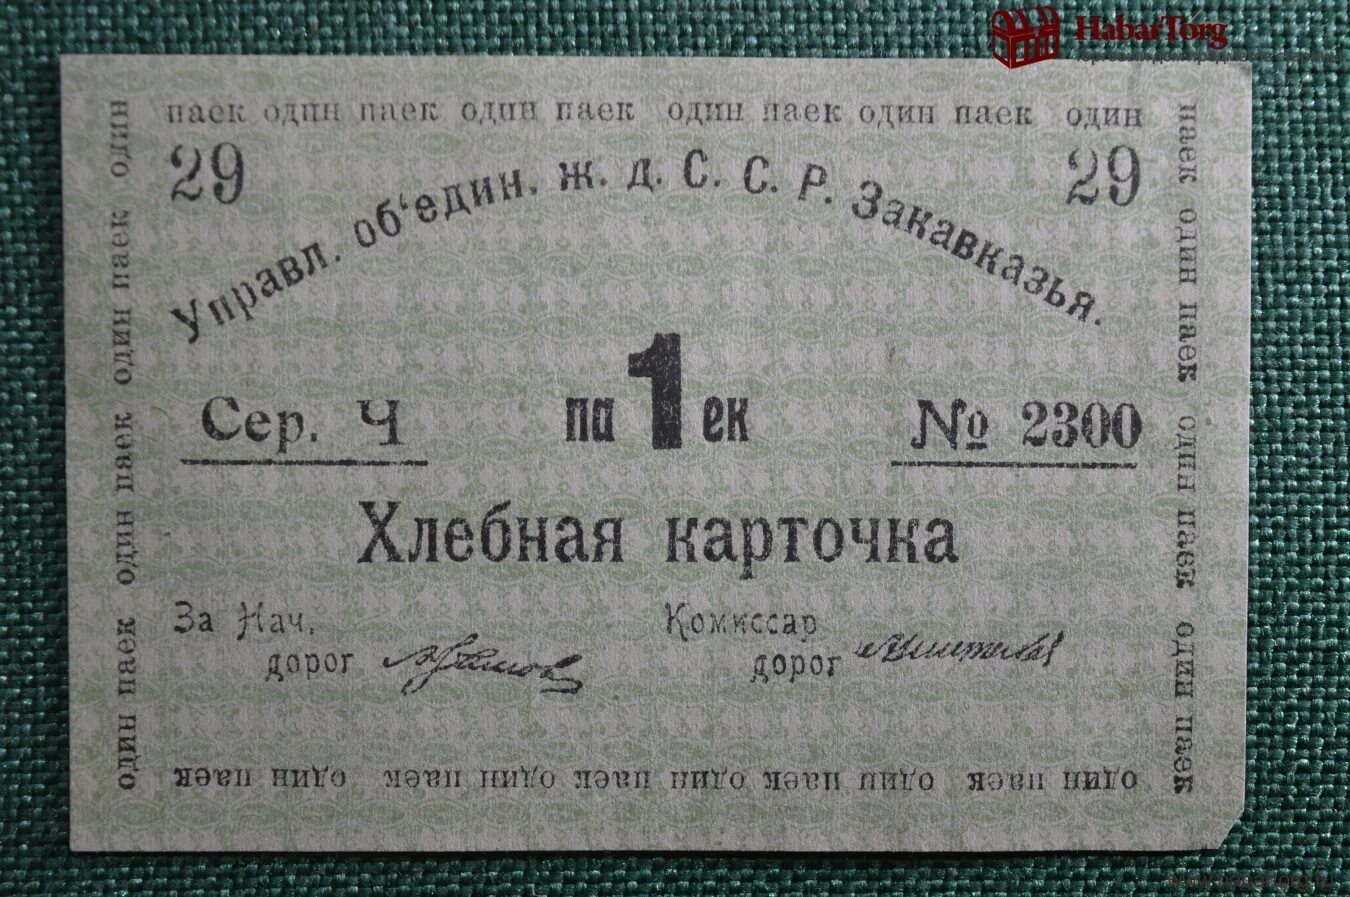 HabarTorg
паек один паек один паек один паек один паек один
29 29
Управл. об‘един. ж. д. С. С. Р. Закавказья.
Сер. Ч па 1 ек № 2300
Хлебная карточка
За Нач. дорог
Комиссар дорог
один паек один паек один паек один паек один паек
один паек один паек один паек один
паек один паек один паек один паек